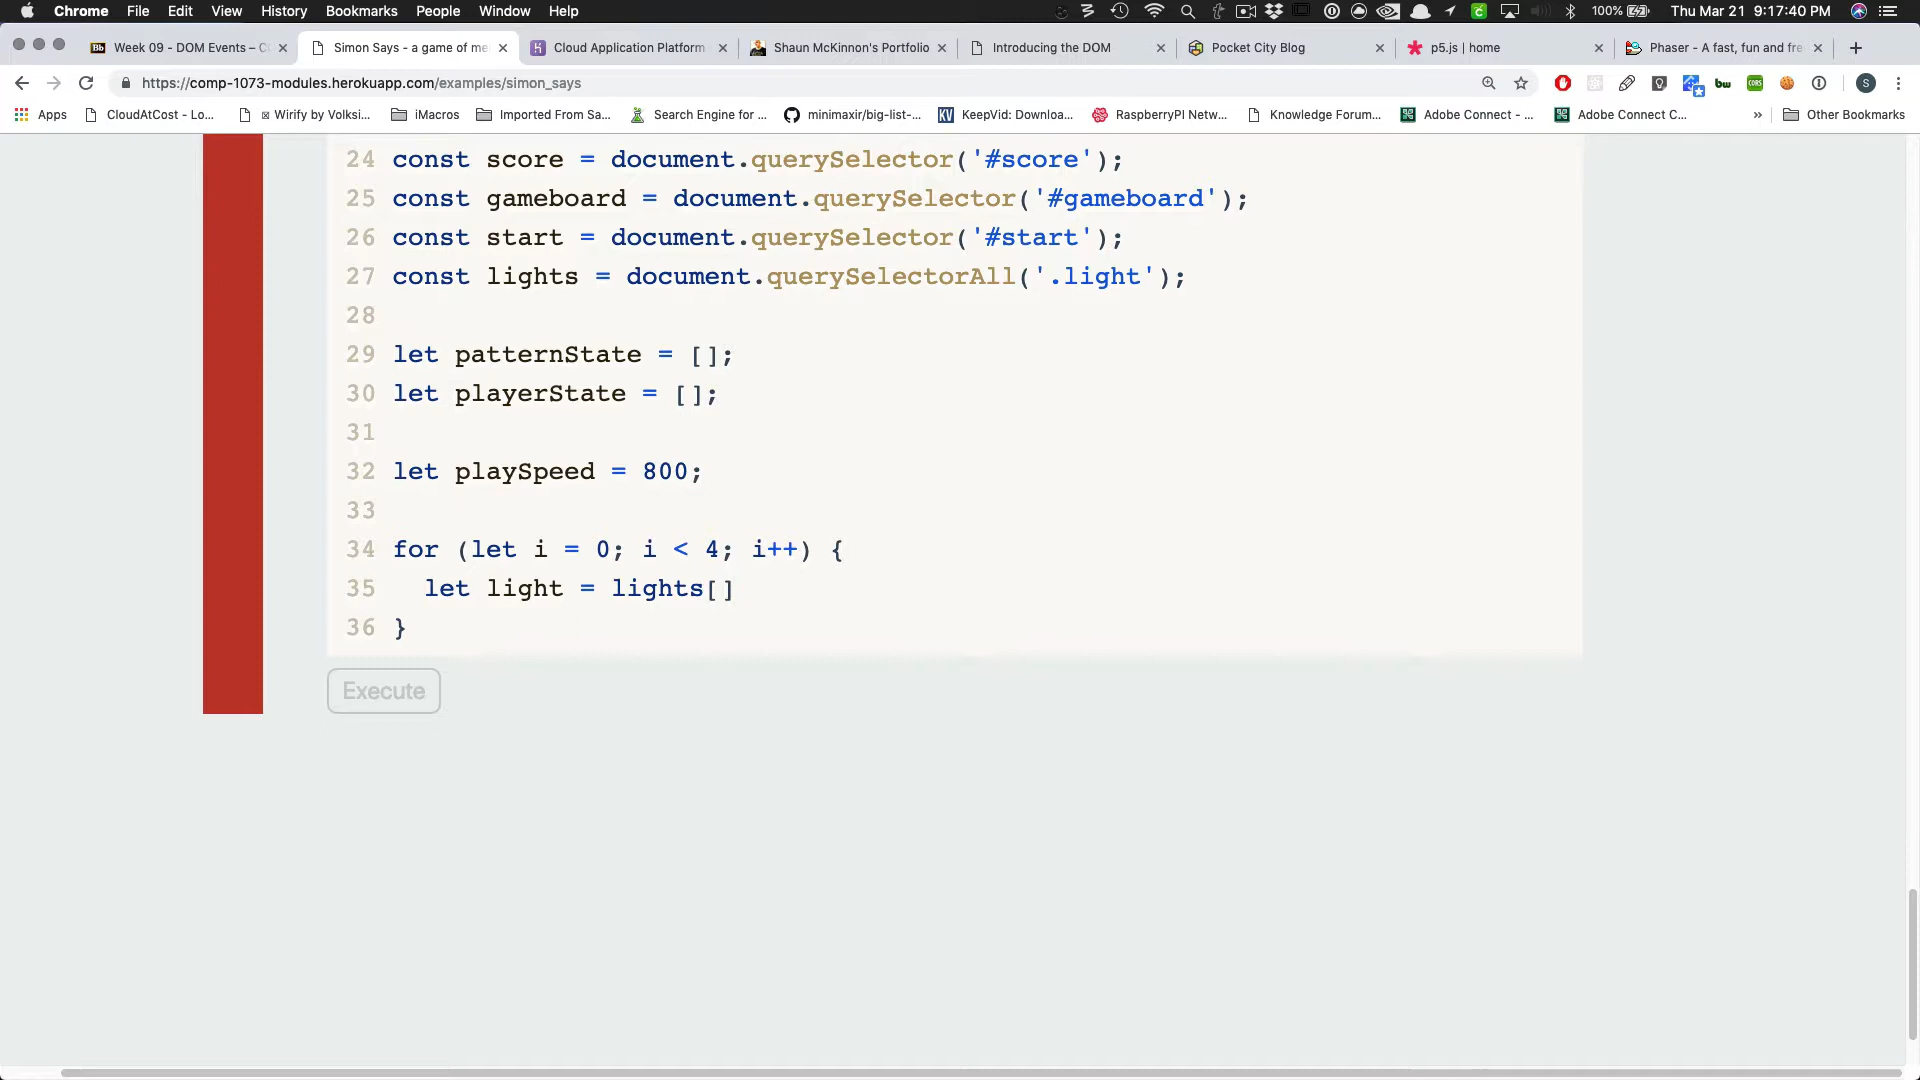 Chrome File Edit View History Bookmarks People Window Help 100% Thu Mar 21 9:17:40 PM
Bb Week 09 - DOM Events – C Simon Says - a game of me Cloud Application Platform Shaun McKinnon's Portfolio Introducing the DOM Pocket City Blog p5.js | home Phaser - A fast, fun and fre
https://comp-1073-modules.herokuapp.com/examples/simon_says
Apps CloudAtCost - Lo... Wirify by Volksi... iMacros Imported From Sa... Search Engine for ... minimaxir/big-list-... KV KeepVid: Downloa... RaspberryPI Netw... Knowledge Forum... Adobe Connect - ... Adobe Connect C... » Other Bookmarks
24 const score = document.querySelector('#score');
25 const gameboard = document.querySelector('#gameboard');
26 const start = document.querySelector('#start');
27 const lights = document.querySelectorAll('.light');
28
29 let patternState = [];
30 let playerState = [];
31
32 let playSpeed = 800;
33
34 for (let i = 0; i < 4; i++) {
35 let light = lights[]
36 }
Execute